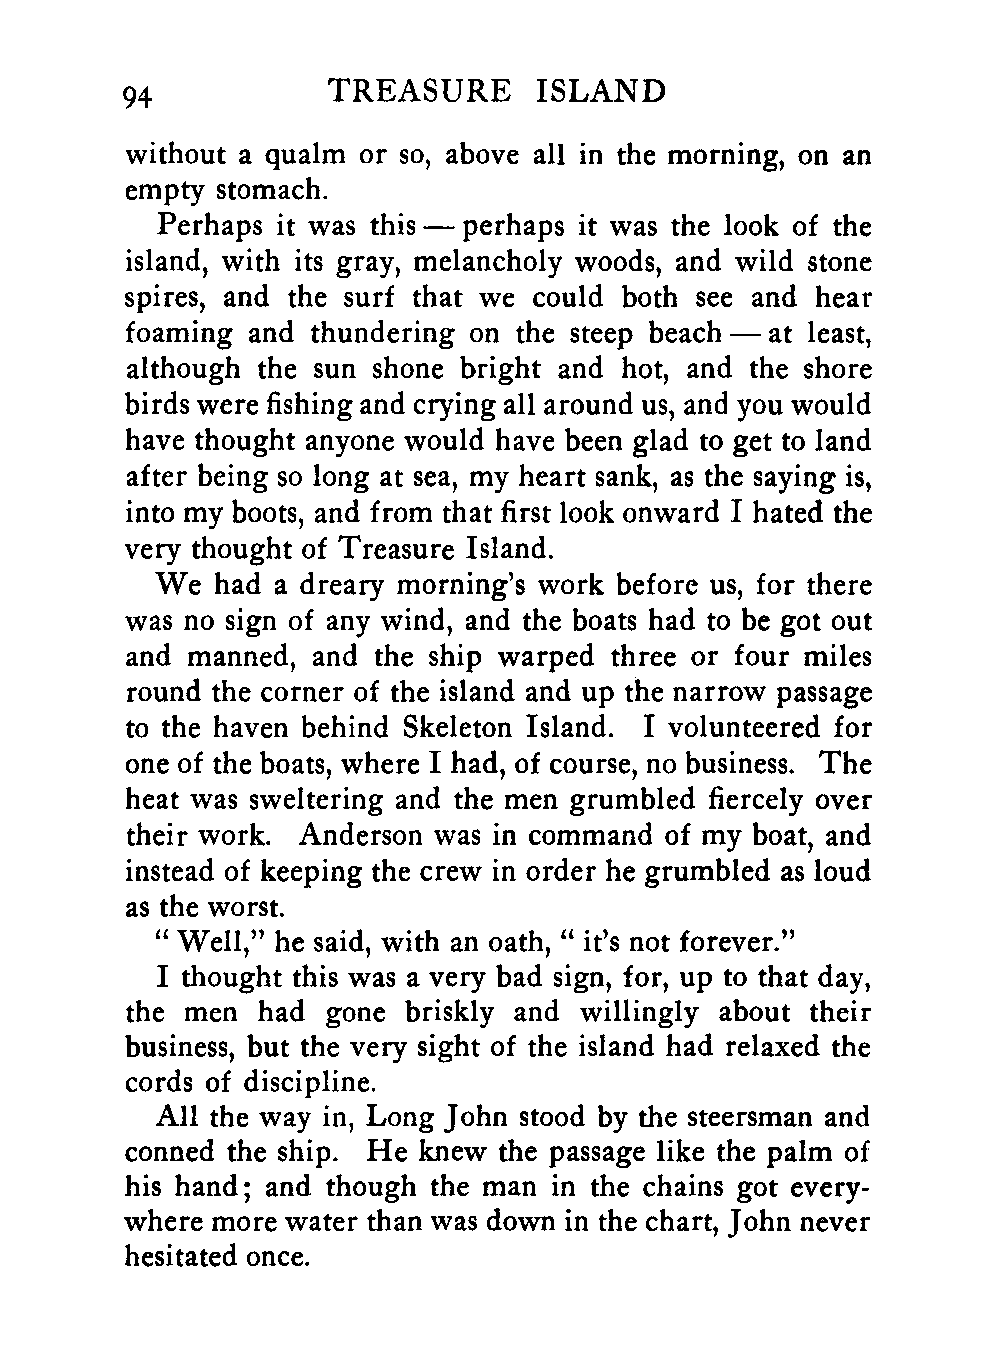 94 TREASURE ISLAND
without a qualm or so, above all in the morning, on an
empty stomach.
Perhaps it was this — perhaps it was the look of the
island, with its gray, melancholy woods, and wild stone
spires, and the surf that we could both see and hear
foaming and thundering on the steep beach — at least,
although the sun shone bright and hot, and the shore
birds were fishing and crying all around us, and you would
have thought anyone would have been glad to get to land
after being so long at sea, my heart sank, as the saying is,
into my boots, and from that first look onward I hated the
very thought of Treasure Island.
We had a dreary morning's work before us, for there
was no sign of any wind, and the boats had to be got out
and manned, and the ship warped three or four miles
round the corner of the island and up the narrow passage
to the haven behind Skeleton Island. I volunteered for
one of the boats, where I had, of course, no business. The
heat was sweltering and the men grumbled fiercely over
their work. Anderson was in command of my boat, and
instead of keeping the crew in order he grumbled as loud
as the worst.
“ Well,” he said, with an oath, “ it's not forever.”
I thought this was a very bad sign, for, up to that day,
the men had gone briskly and willingly about their
business, but the very sight of the island had relaxed the
cords of discipline.
All the way in, Long John stood by the steersman and
conned the ship. He knew the passage like the palm of
his hand; and though the man in the chains got every-
where more water than was down in the chart, John never
hesitated once.